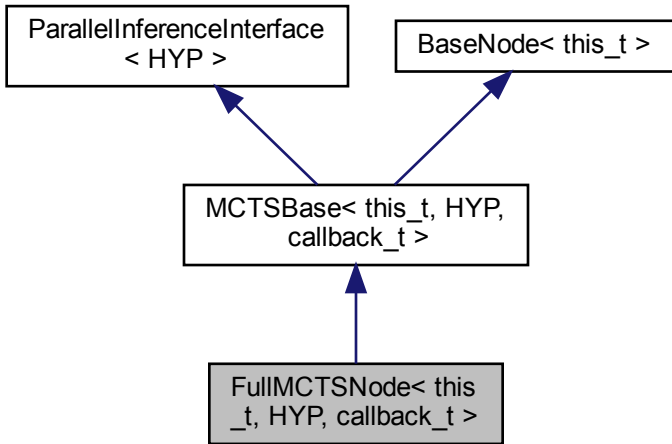 ParallelInferenceInterface
< HYP >
BaseNode< this_t >
MCTSBase< this_t, HYP,
callback_t >
FullMCTSNode< this
_t, HYP, callback_t >